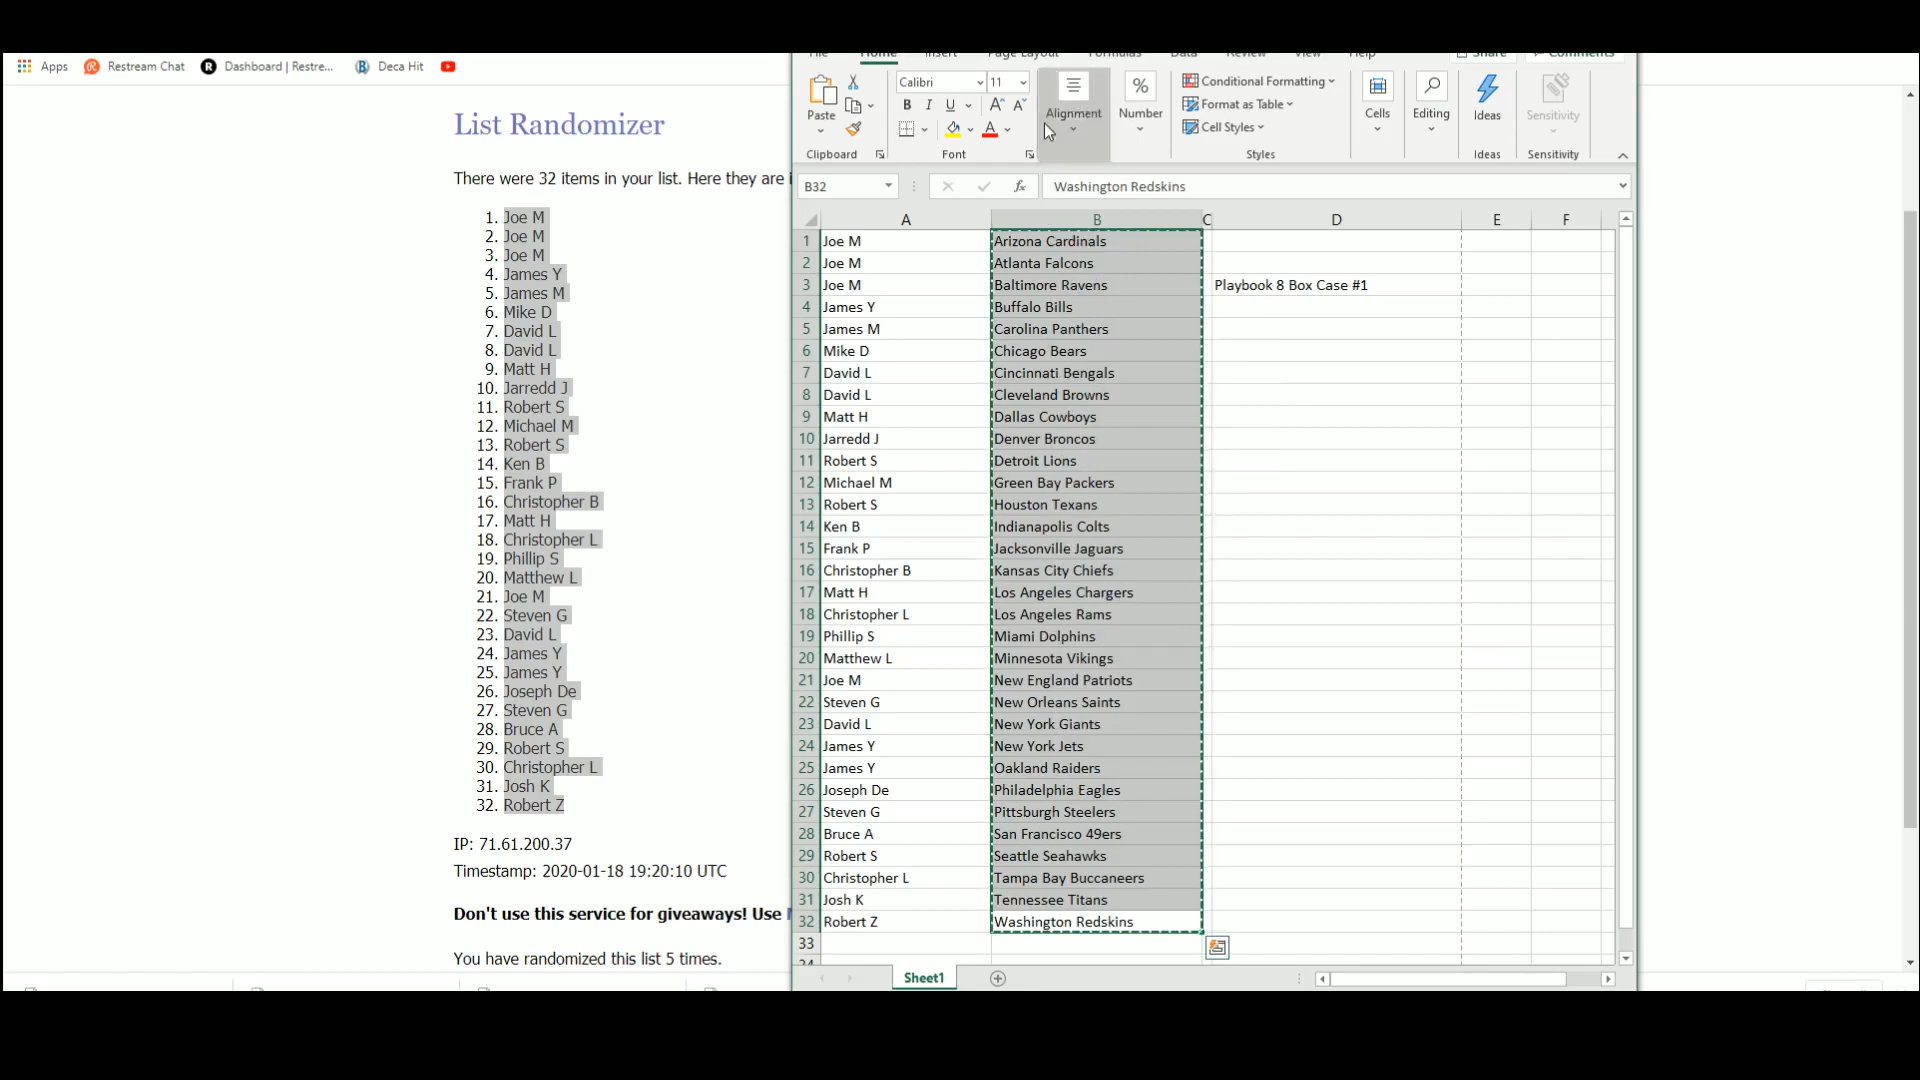 Apps Restream Chat Dashboard | Restre... Deca Hit
List Randomizer
There were 32 items in your list. Here they are i
1. Joe M
2. Joe M
3. Joe M
4. James Y
5. James M
6. Mike D
7. David L
8. David L
9. Matt H
10. Jarredd J
11. Robert S
12. Michael M
13. Robert S
14. Ken B
15. Frank P
16. Christopher B
17. Matt H
18. Christopher L
19. Phillip S
20. Matthew L
21. Joe M
22. Steven G
23. David L
24. James Y
25. James Y
26. Joseph De
27. Steven G
28. Bruce A
29. Robert S
30. Christopher L
31. Josh K
32. Robert Z
IP: 71.61.200.37
Timestamp: 2020-01-18 19:20:10 UTC
Don't use this service for giveaways! Use
You have randomized this list 5 times.
File Home Insert Page Layout Formulas Data Review View Help Share Comments
Calibri 11 Conditional Formatting
Format as Table
Cell Styles
Paste B I U Alignment Number Cells Editing Ideas Sensitivity
Clipboard Font Styles Ideas Sensitivity
B32 fx Washington Redskins
A B C D E F
1 Joe M Arizona Cardinals
2 Joe M Atlanta Falcons
3 Joe M Baltimore Ravens Playbook 8 Box Case #1
4 James Y Buffalo Bills
5 James M Carolina Panthers
6 Mike D Chicago Bears
7 David L Cincinnati Bengals
8 David L Cleveland Browns
9 Matt H Dallas Cowboys
10 Jarredd J Denver Broncos
11 Robert S Detroit Lions
12 Michael M Green Bay Packers
13 Robert S Houston Texans
14 Ken B Indianapolis Colts
15 Frank P Jacksonville Jaguars
16 Christopher B Kansas City Chiefs
17 Matt H Los Angeles Chargers
18 Christopher L Los Angeles Rams
19 Phillip S Miami Dolphins
20 Matthew L Minnesota Vikings
21 Joe M New England Patriots
22 Steven G New Orleans Saints
23 David L New York Giants
24 James Y New York Jets
25 James Y Oakland Raiders
26 Joseph De Philadelphia Eagles
27 Steven G Pittsburgh Steelers
28 Bruce A San Francisco 49ers
29 Robert S Seattle Seahawks
30 Christopher L Tampa Bay Buccaneers
31 Josh K Tennessee Titans
32 Robert Z Washington Redskins
33
34
Sheet1